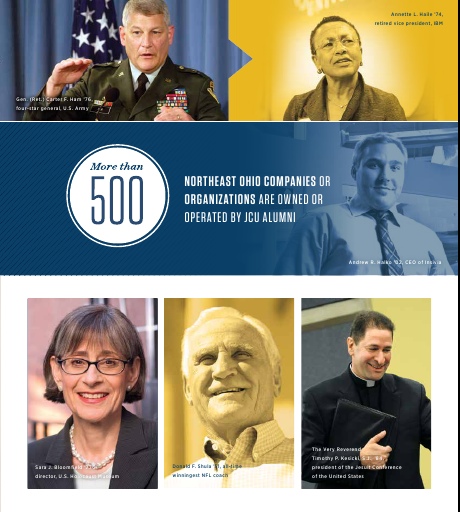 Annette L. Haile '74,
retired vice president, IBM
Gen. (Ret.) Carter F. Ham '76,
four-star general, U.S. Army
More than
500
NORTHEAST OHIO COMPANIES OR
ORGANIZATIONS ARE OWNED OR
OPERATED BY JCU ALUMNI
Andrew R. '02, CEO of
Sara J. Bloomfield
director, U.S. Holocaust Museum
Donald F. Shula '51, all-time
winningest NFL coach
The Very Reverend
Timothy P. Kesicki, S.J., '84,
president of the Jesuit Conference
of the United States